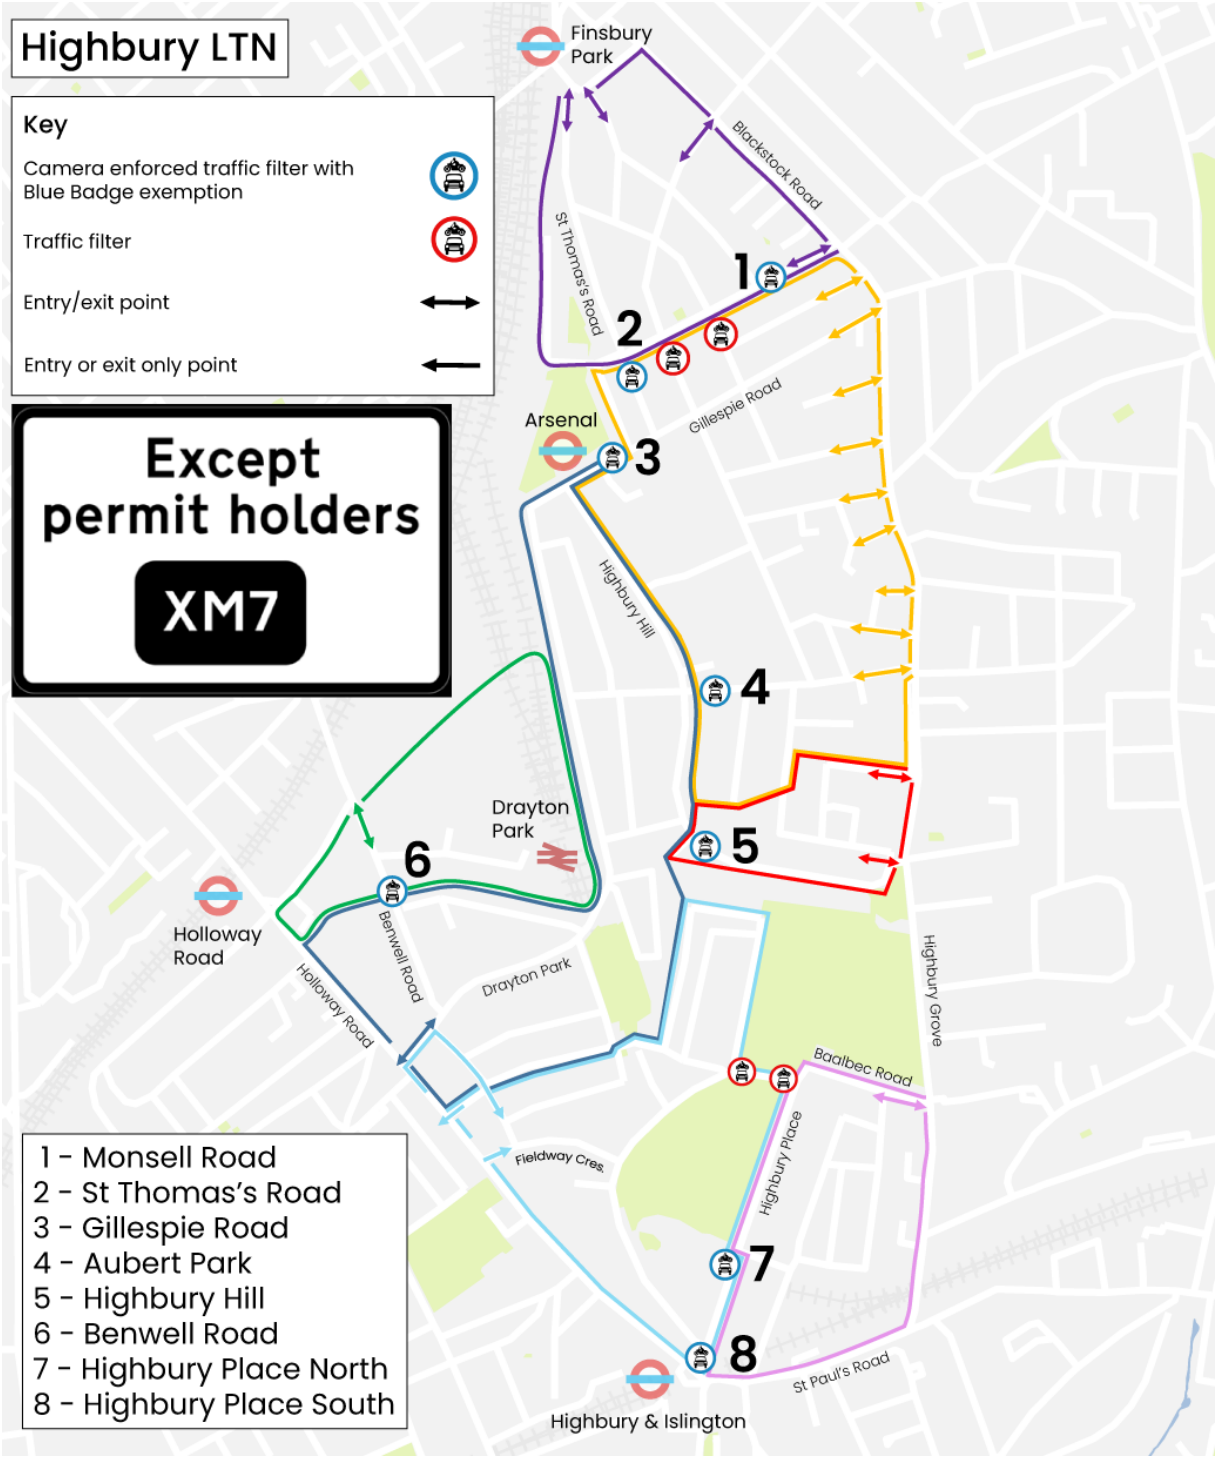 Highbury LTN
Key
Camera enforced traffic filter with
Blue Badge exemption
Traffic filter
Entry/exit point
Entry or exit only point
Except
permit holders
XM7
Finsbury
Park
Blackstock Road
St Thomas's Road
1
2
Gillespie Road
Arsenal
3
Highbury Hill
4
Drayton
Park
5
6
Holloway
Road
Benwell Road
Drayton Park
Holloway Road
Highbury Grove
Baalbec Road
Fieldway Cres.
Highbury Place
7
8
St Paul's Road
Highbury & Islington
1 - Monsell Road
2 - St Thomas's Road
3 - Gillespie Road
4 - Aubert Park
5 - Highbury Hill
6 - Benwell Road
7 - Highbury Place North
8 - Highbury Place South